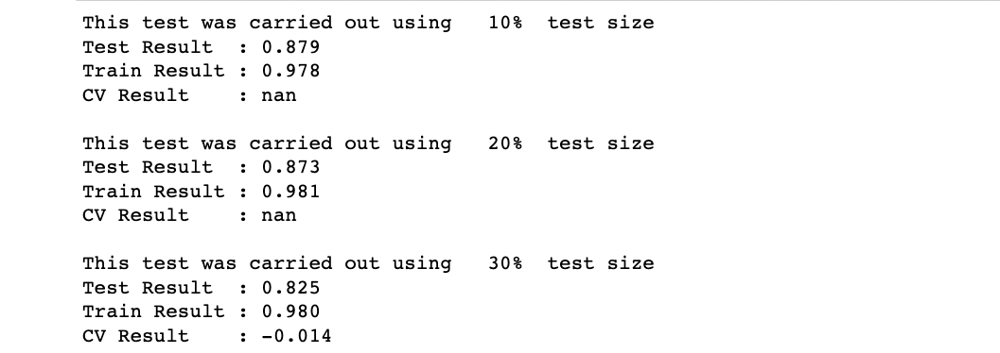 This test was carried out using   10%  test size
Test Result  : 0.879
Train Result : 0.978
CV Result    : nan

This test was carried out using   20%  test size
Test Result  : 0.873
Train Result : 0.981
CV Result    : nan

This test was carried out using   30%  test size
Test Result  : 0.825
Train Result : 0.980
CV Result    : -0.014